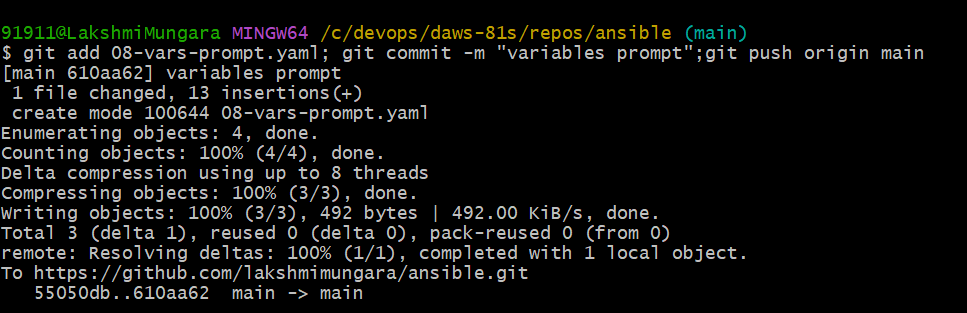 91911@LakshmiMungara MINGW64 /c/devops/daws-81s/repos/ansible (main)
$ git add 08-vars-prompt.yaml; git commit -m "variables prompt";git push origin main
[main 610aa62] variables prompt
 1 file changed, 13 insertions(+)
 create mode 100644 08-vars-prompt.yaml
Enumerating objects: 4, done.
Counting objects: 100% (4/4), done.
Delta compression using up to 8 threads
Compressing objects: 100% (3/3), done.
Writing objects: 100% (3/3), 492 bytes | 492.00 KiB/s, done.
Total 3 (delta 1), reused 0 (delta 0), pack-reused 0 (from 0)
remote: Resolving deltas: 100% (1/1), completed with 1 local object.
To https://github.com/lakshmimungara/ansible.git
   55050db..610aa62  main -> main